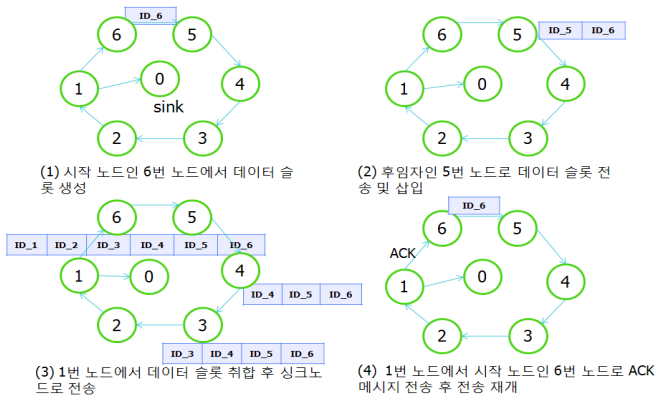 ID_6
6
5
1
0
4
sink
2
3
(1) 시작 노드인 6번 노드에서 데이터 슬
롯 생성
6
5
ID_5 ID_6
1
0
4
2
3
(2) 후임자인 5번 노드로 데이터 슬롯 전
송 및 삽입
6
5
ID_1 ID_2 ID_3 ID_4 ID_5 ID_6
1
0
4
ID_4 ID_5 ID_6
2
3
ID_3 ID_4 ID_5 ID_6
(3) 1번 노드에서 데이터 슬롯 취합 후 싱크노
드로 전송
ID_6
6
5
ACK
1
0
4
2
3
(4) 1번 노드에서 시작 노드인 6번 노드로 ACK
메시지 전송 후 전송 재개